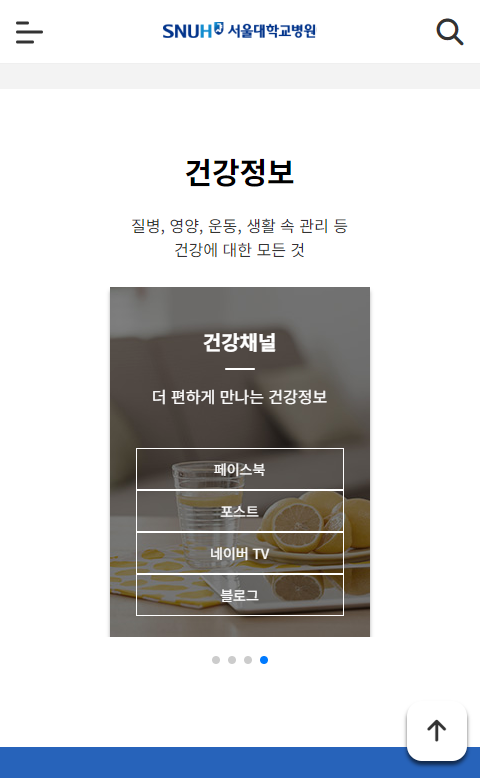 SNUH 서울대학교병원
건강정보
질병, 영양, 운동, 생활 속 관리 등
건강에 대한 모든 것
건강채널
더 편하게 만나는 건강정보
페이스북
포스트
네이버 TV
블로그